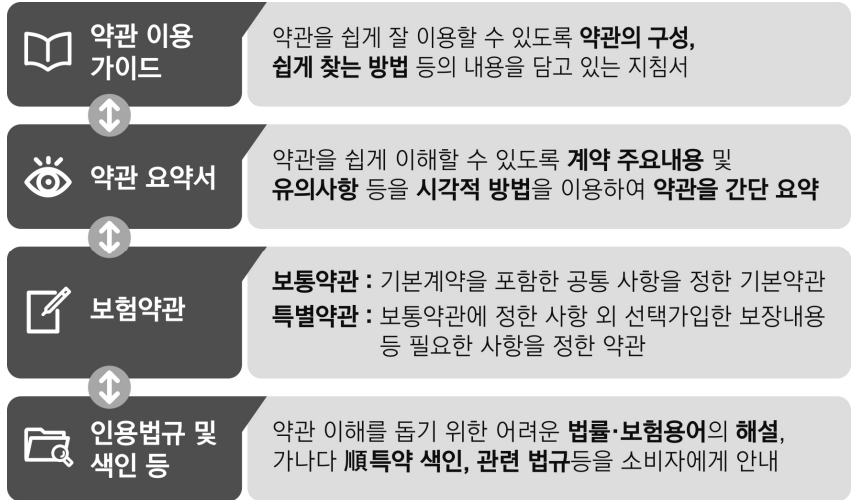 약관 이용
가이드
약관을 쉽게 잘 이용할 수 있도록 약관의 구성,
쉽게 찾는 방법 등의 내용을 담고 있는 지침서
약관 요약서
약관을 쉽게 이해할 수 있도록 계약 주요내용 및
유의사항 등을 시각적 방법을 이용하여 약관을 간단 요약
보험약관
보통약관 : 기본계약을 포함한 공통 사항을 정한 기본약관
특별약관 : 보통약관에 정한 사항 외 선택가입한 보장내용
등 필요한 사항을 정한 약관
인용법규 및
색인 등
약관 이해를 돕기 위한 어려운 법률·보험용어의 해설,
가나다 順특약 색인, 관련 법규등을 소비자에게 안내